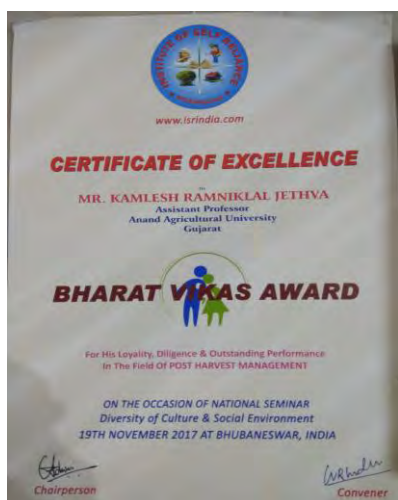 INSTITUTE OF SELF RELIANCE
www.isrindia.com
CERTIFICATE OF EXCELLENCE
to
MR. KAMLESH RAMNIKLAL JETHVA
Assistant Professor
Anand Agricultural University
Gujarat
BHARAT VIKAS AWARD
For His Loyality, Diligence & Outstanding Performance
In The Field Of POST HARVEST MANAGEMENT
ON THE OCCASION OF NATIONAL SEMINAR
Diversity of Culture & Social Environment
19TH NOVEMBER 2017 AT BHUBANESWAR, INDIA
Chairperson
Convener